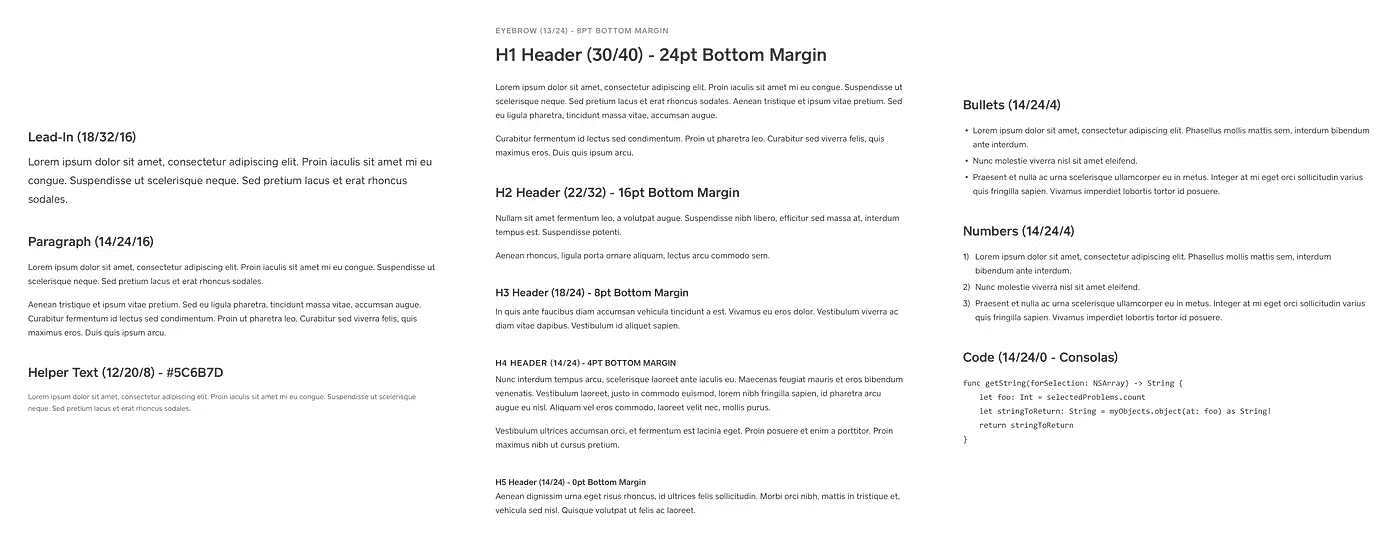 Lead-In (18/32/16)
Lorem ipsum dolor sit amet, consectetur adipiscing elit. Proin iaculis sit amet mi eu
congue. Suspendisse ut scelerisque neque. Sed pretium lacus et erat rhoncus
sodales.
Paragraph (14/24/16)
Lorem ipsum dolor sit amet, consectetur adipiscing elit. Proin iaculis sit amet mi eu congue. Suspendisse ut
scelerisque neque. Sed pretium lacus et erat rhoncus sodales.
Aenean tristique et ipsum vitae pretium. Sed eu ligula pharetra, tincidunt massa vitae, accumsan augue.
Curabitur fermentum id lectus sed condimentum. Proin ut pharetra leo. Curabitur sed viverra felis, quis
maximus eros. Duis quis ipsum arcu.
Helper Text (12/20/8) - #5C6B7D
Lorem ipsum dolor sit amet, consectetur adipiscing elit. Proin iaculis sit amet mi eu congue. Suspendisse ut scelerisque
neque. Sed pretium lacus et erat rhoncus sodales.
EYEBROW (13/24) - 8PT BOTTOM MARGIN
H1 Header (30/40) - 24pt Bottom Margin
Lorem ipsum dolor sit amet, consectetur adipiscing elit. Proin iaculis sit amet mi eu congue. Suspendisse ut
scelerisque neque. Sed pretium lacus et erat rhoncus sodales. Aenean tristique et ipsum vitae pretium. Sed
eu ligula pharetra, tincidunt massa vitae, accumsan augue.
Curabitur fermentum id lectus sed condimentum. Proin ut pharetra leo. Curabitur sed viverra felis, quis
maximus eros. Duis quis ipsum arcu.
H2 Header (22/32) - 16pt Bottom Margin
Nullam sit amet fermentum leo, a volutpat augue. Suspendisse nibh libero, efficitur sed massa at, interdum
tempus est. Suspendisse potenti.
Aenean rhoncus, ligula porta ornare aliquam, lectus arcu commodo sem.
H3 Header (18/24) - 8pt Bottom Margin
In quis ante faucibus diam accumsan vehicula tincidunt a est. Vivamus eu eros dolor. Vestibulum viverra ac
diam vitae dapibus. Vestibulum id aliquet sapien.
H4 HEADER (14/24) - 4PT BOTTOM MARGIN
Nunc interdum tempus arcu, scelerisque laoreet ante iaculis eu. Maecenas feugiat mauris et eros bibendum
venenatis. Vestibulum laoreet, justo in commodo euismod, lorem nibh fringilla sapien, id pharetra arcu
augue eu nisl. Aliquam vel eros commodo, laoreet velit nec, mollis purus.
Vestibulum ultrices accumsan orci, et fermentum est lacinia eget. Proin posuere et enim a porttitor. Proin
maximus nibh ut cursus pretium.
H5 Header (14/24) - 0pt Bottom Margin
Aenean dignissim urna eget risus rhoncus, id ultrices felis sollicitudin. Morbi orci nibh, mattis in tristique et,
vehicula sed nisl. Quisque volutpat ut felis ac laoreet.
Bullets (14/24/4)
• Lorem ipsum dolor sit amet, consectetur adipiscing elit. Phasellus mollis mattis sem, interdum bibendum
ante interdum.
• Nunc molestie viverra nisl sit amet eleifend.
• Praesent et nulla ac urna scelerisque ullamcorper eu in metus. Integer at mi eget orci sollicitudin varius
quis fringilla sapien. Vivamus imperdiet lobortis tortor id posuere.
Numbers (14/24/4)
1) Lorem ipsum dolor sit amet, consectetur adipiscing elit. Phasellus mollis mattis sem, interdum
bibendum ante interdum.
2) Nunc molestie viverra nisl sit amet eleifend.
3) Praesent et nulla ac urna scelerisque ullamcorper eu in metus. Integer at mi eget orci sollicitudin varius
quis fringilla sapien. Vivamus imperdiet lobortis tortor id posuere.
Code (14/24/0 - Consolas)
func getString(forSelection: NSArray) -> String {
let foo: Int = selectedProblems.count
let stringToReturn: String = myObjects.object(at: foo) as String!
return stringToReturn
}